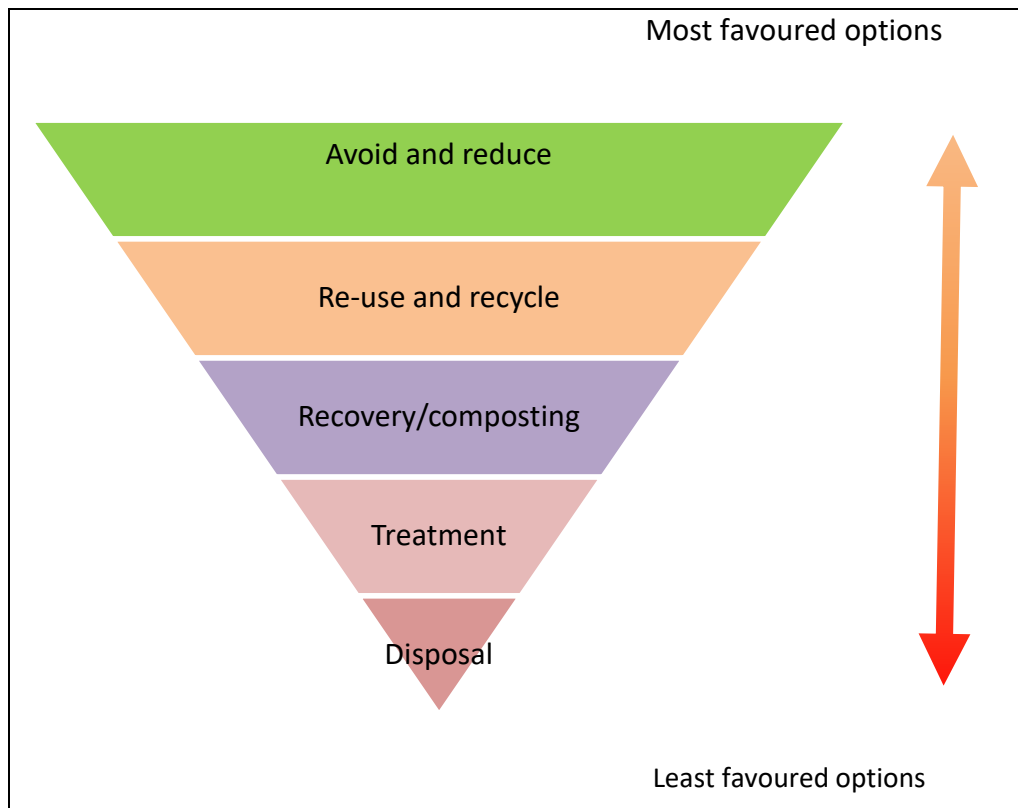 Most favoured options
Avoid and reduce
Re-use and recycle
Recovery/composting
Treatment
Disposal
Least favoured options